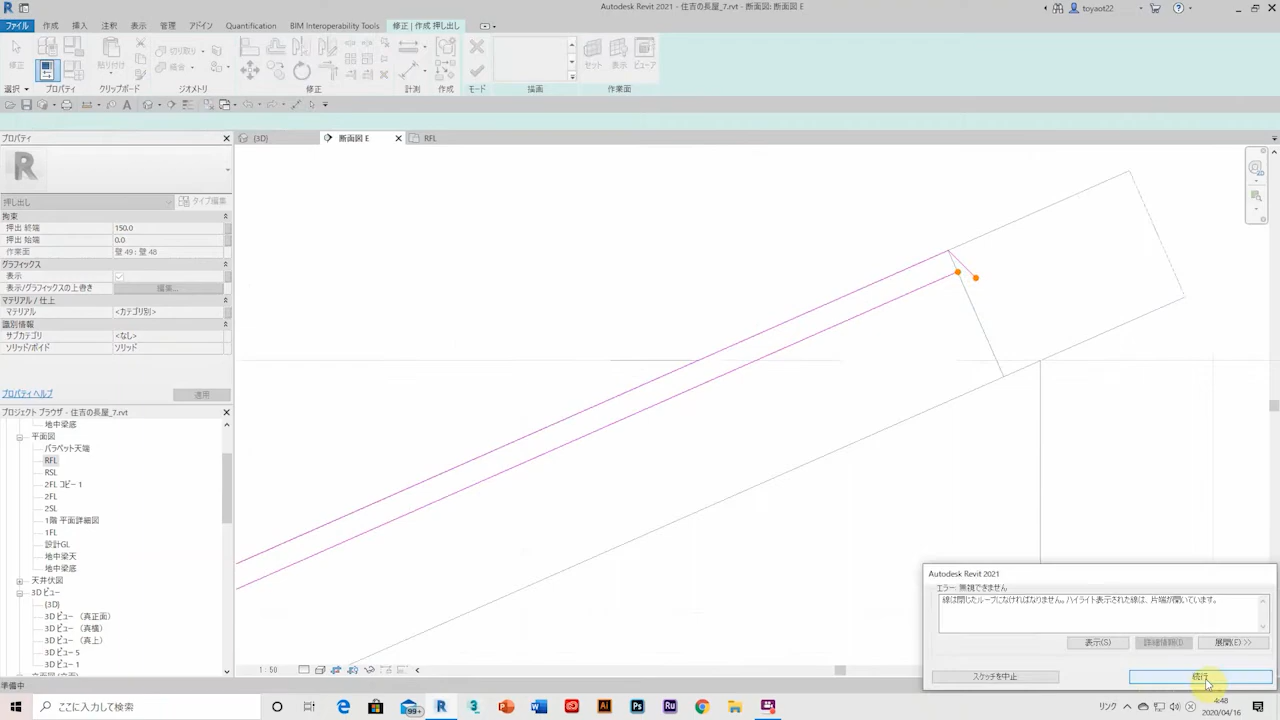 Autodesk Revit 2021 - 住吉の長屋_7.rvt - 断面図: 断面図 E
toyaot22
ファイル 作成 挿入 注釈 表示 管理 アドイン Quantification BIM Interoperability Tools 修正 | 作成 押し出し
修正 貼り付け 切り取り 結合 セット 表示 ビューア
選択 プロパティ クリップボード ジオメトリ 修正 計測 作成 モード 描画 作業面
プロパティ
{3D} 断面図 E RFL
押し出し タイプ編集
拘束
押出 終端 150.0
押出 始端 0.0
作業面 壁 49 : 壁 48
グラフィックス
表示
表示/グラフィックスの上書き 編集...
マテリアル / 仕上
マテリアル <カテゴリ別>
識別情報
サブカテゴリ <なし>
ソリッド/ボイド ソリッド
プロパティ ヘルプ 適用
プロジェクト ブラウザ - 住吉の長屋_7.rvt
地中梁底
平面図
パラペット天端
RFL
RSL
2FL コピー 1
2FL
2SL
1階 平面詳細図
1FL
設計GL
地中梁天
地中梁底
天井伏図
3D ビュー
{3D}
3D ビュー (真正面)
3D ビュー (真横)
3D ビュー (真上)
3D ビュー 5
3D ビュー 1
1 : 50
準備中
Autodesk Revit 2021
エラー: 無視できません
線は閉じたループになければなりません。ハイライト表示された線は、片端が開いています。
表示(S) 詳細情報(I) 展開(E) >>
スケッチを中止 続行
ここに入力して検索
99+
リンク
4:48
2020/04/16